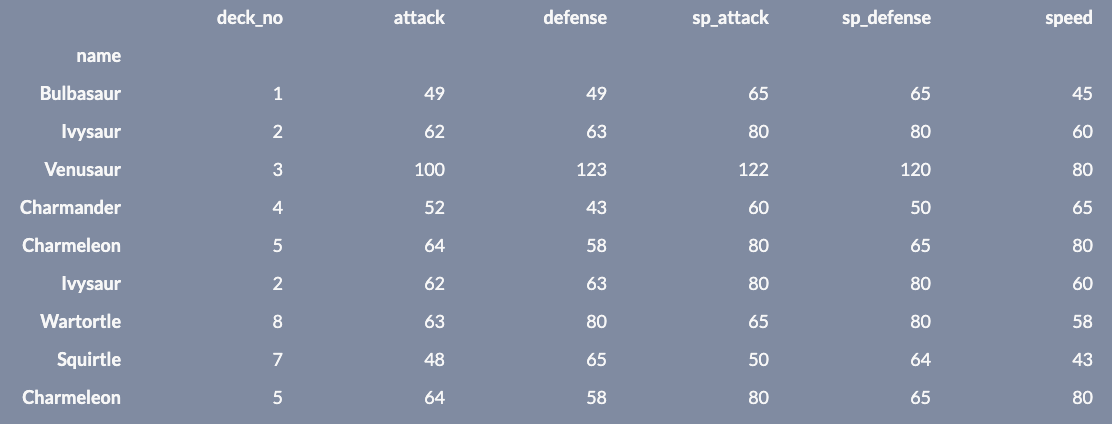 deck_no attack defense sp_attack sp_defense speed
name
Bulbasaur 1 49 49 65 65 45
Ivysaur 2 62 63 80 80 60
Venusaur 3 100 123 122 120 80
Charmander 4 52 43 60 50 65
Charmeleon 5 64 58 80 65 80
Ivysaur 2 62 63 80 80 60
Wartortle 8 63 80 65 80 58
Squirtle 7 48 65 50 64 43
Charmeleon 5 64 58 80 65 80